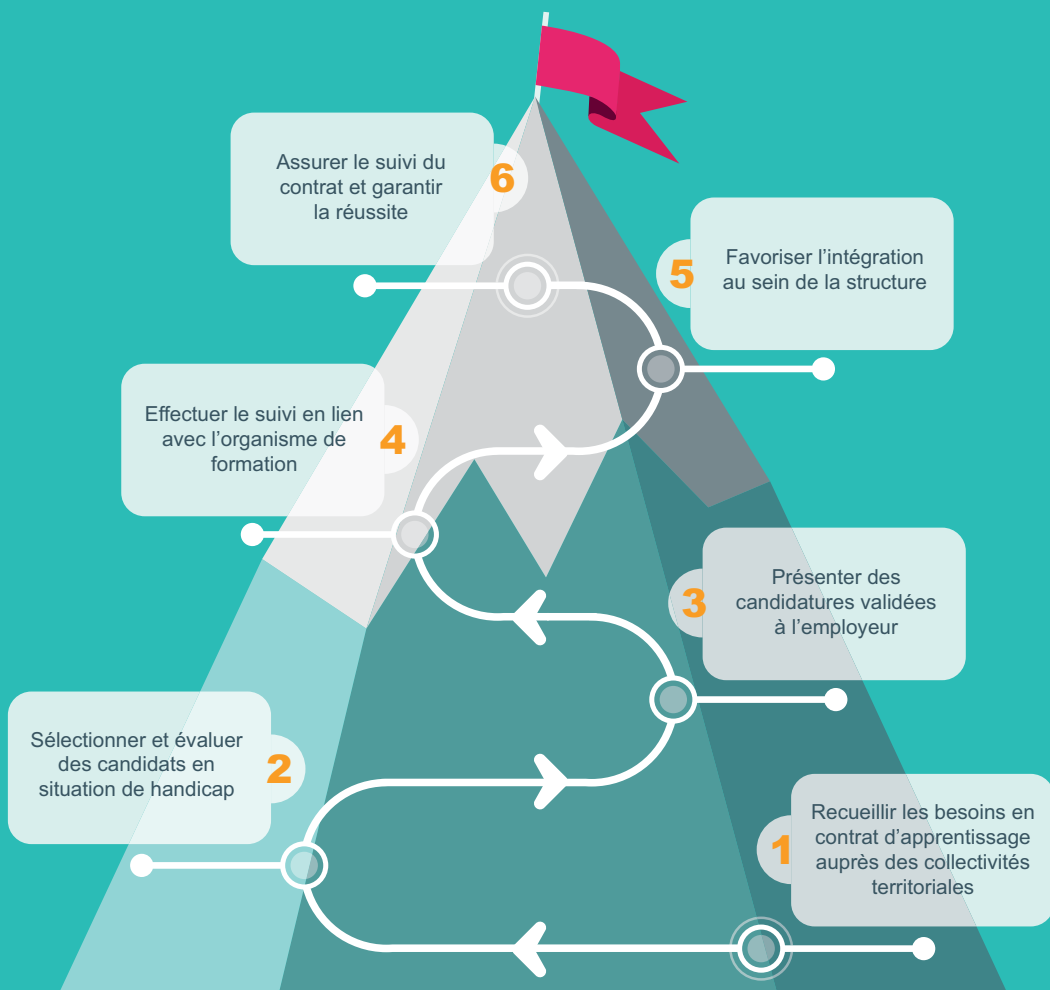 6
Assurer le suivi du
contrat et garantir
la réussite
5
Favoriser l’intégration
au sein de la structure
4
Effectuer le suivi en lien
avec l’organisme de
formation
3
Présenter des
candidatures validées
à l’employeur
2
Sélectionner et évaluer
des candidats en
situation de handicap
1
Recueillir les besoins en
contrat d’apprentissage
auprès des collectivités
territoriales